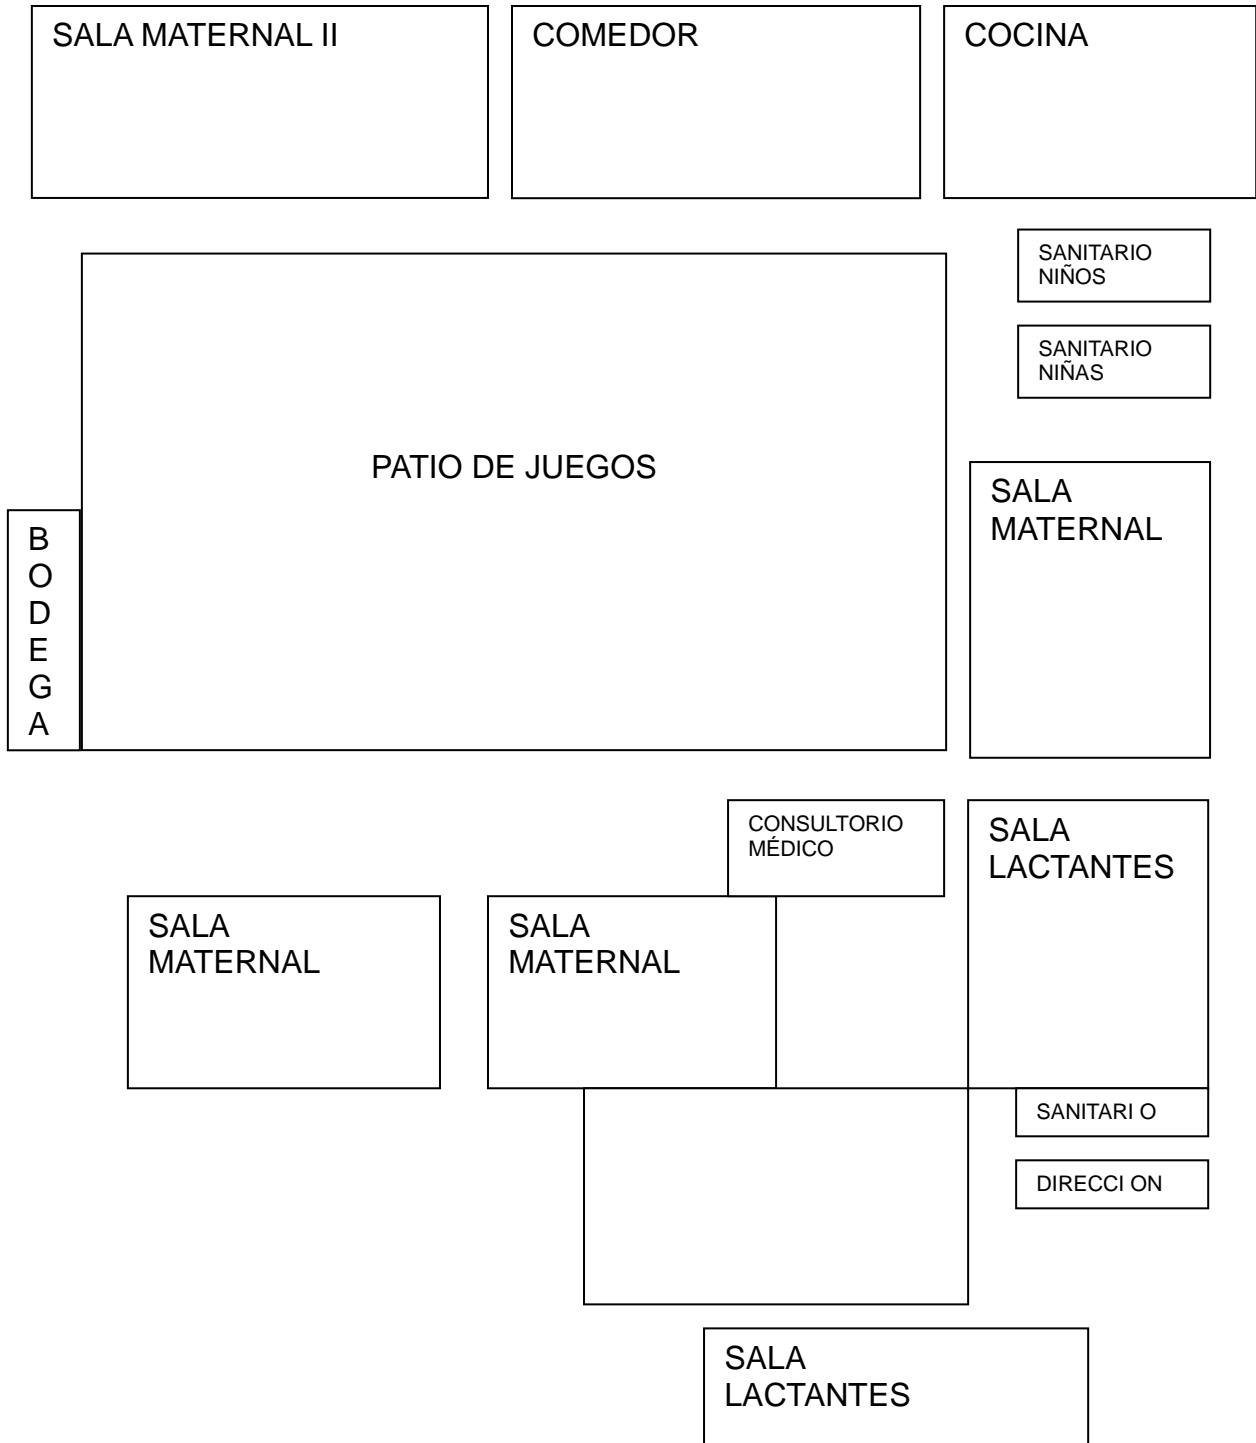 SALA MATERNAL II
COMEDOR
COCINA
SANITARIO
NIÑOS
SANITARIO
NIÑAS
PATIO DE JUEGOS
SALA
MATERNAL
B
O
D
E
G
A
CONSULTORIO
MÉDICO
SALA
LACTANTES
SALA
MATERNAL
SALA
MATERNAL
SANITARI O
DIRECCI ON
SALA
LACTANTES